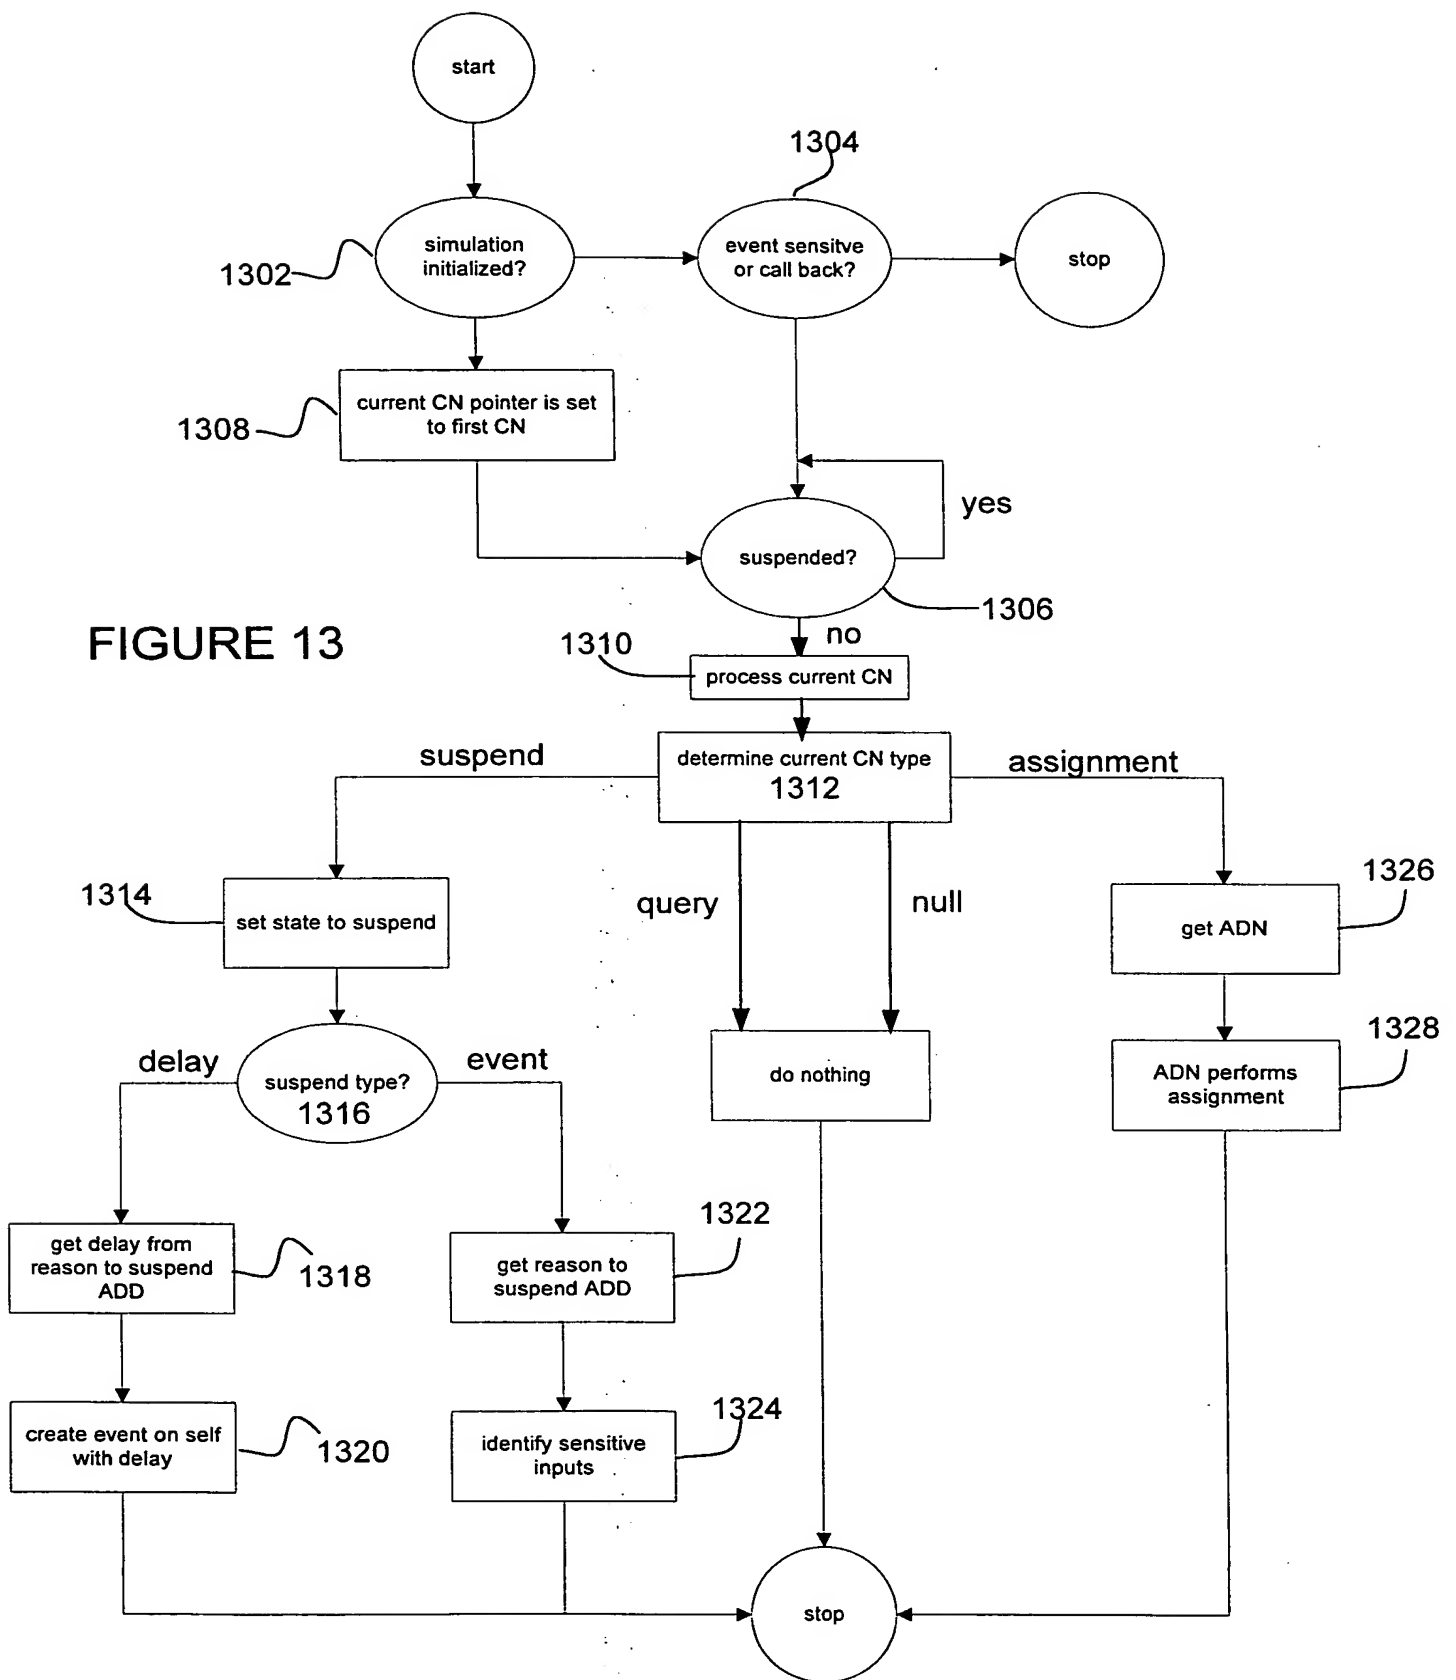 start
1304
simulation
initialized?
event sensitve
or call back?
stop
1302
current CN pointer is set
to first CN
1308
yes
suspended?
1306
FIGURE 13
no
1310
process current CN
suspend
determine current CN type
1312
assignment
1314
set state to suspend
query
null
1326
get ADN
delay
event
suspend type?
1316
do nothing
1328
ADN performs
assignment
get delay from
reason to suspend
ADD
1318
1322
get reason to
suspend ADD
create event on self
with delay
1320
1324
identify sensitive
inputs
stop